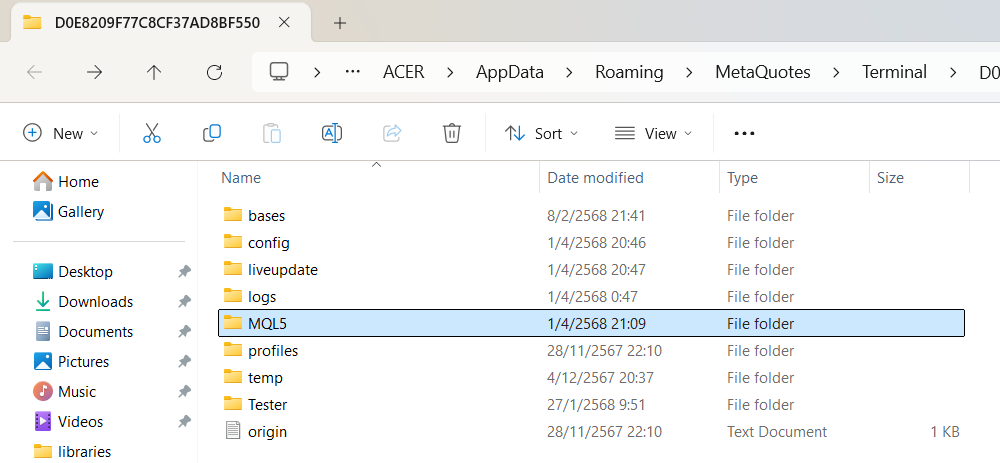 D0E8209F77C8CF37AD8BF550
ACER > AppData > Roaming > MetaQuotes > Terminal > D0
New Sort View
Name Date modified Type Size
Home
Gallery
Desktop
Downloads
Documents
Pictures
Music
Videos
libraries
bases 8/2/2568 21:41 File folder
config 1/4/2568 20:46 File folder
liveupdate 1/4/2568 20:47 File folder
logs 1/4/2568 0:47 File folder
MQL5 1/4/2568 21:09 File folder
profiles 28/11/2567 22:10 File folder
temp 4/12/2567 20:37 File folder
Tester 27/1/2568 9:51 File folder
origin 28/11/2567 22:10 Text Document 1 KB